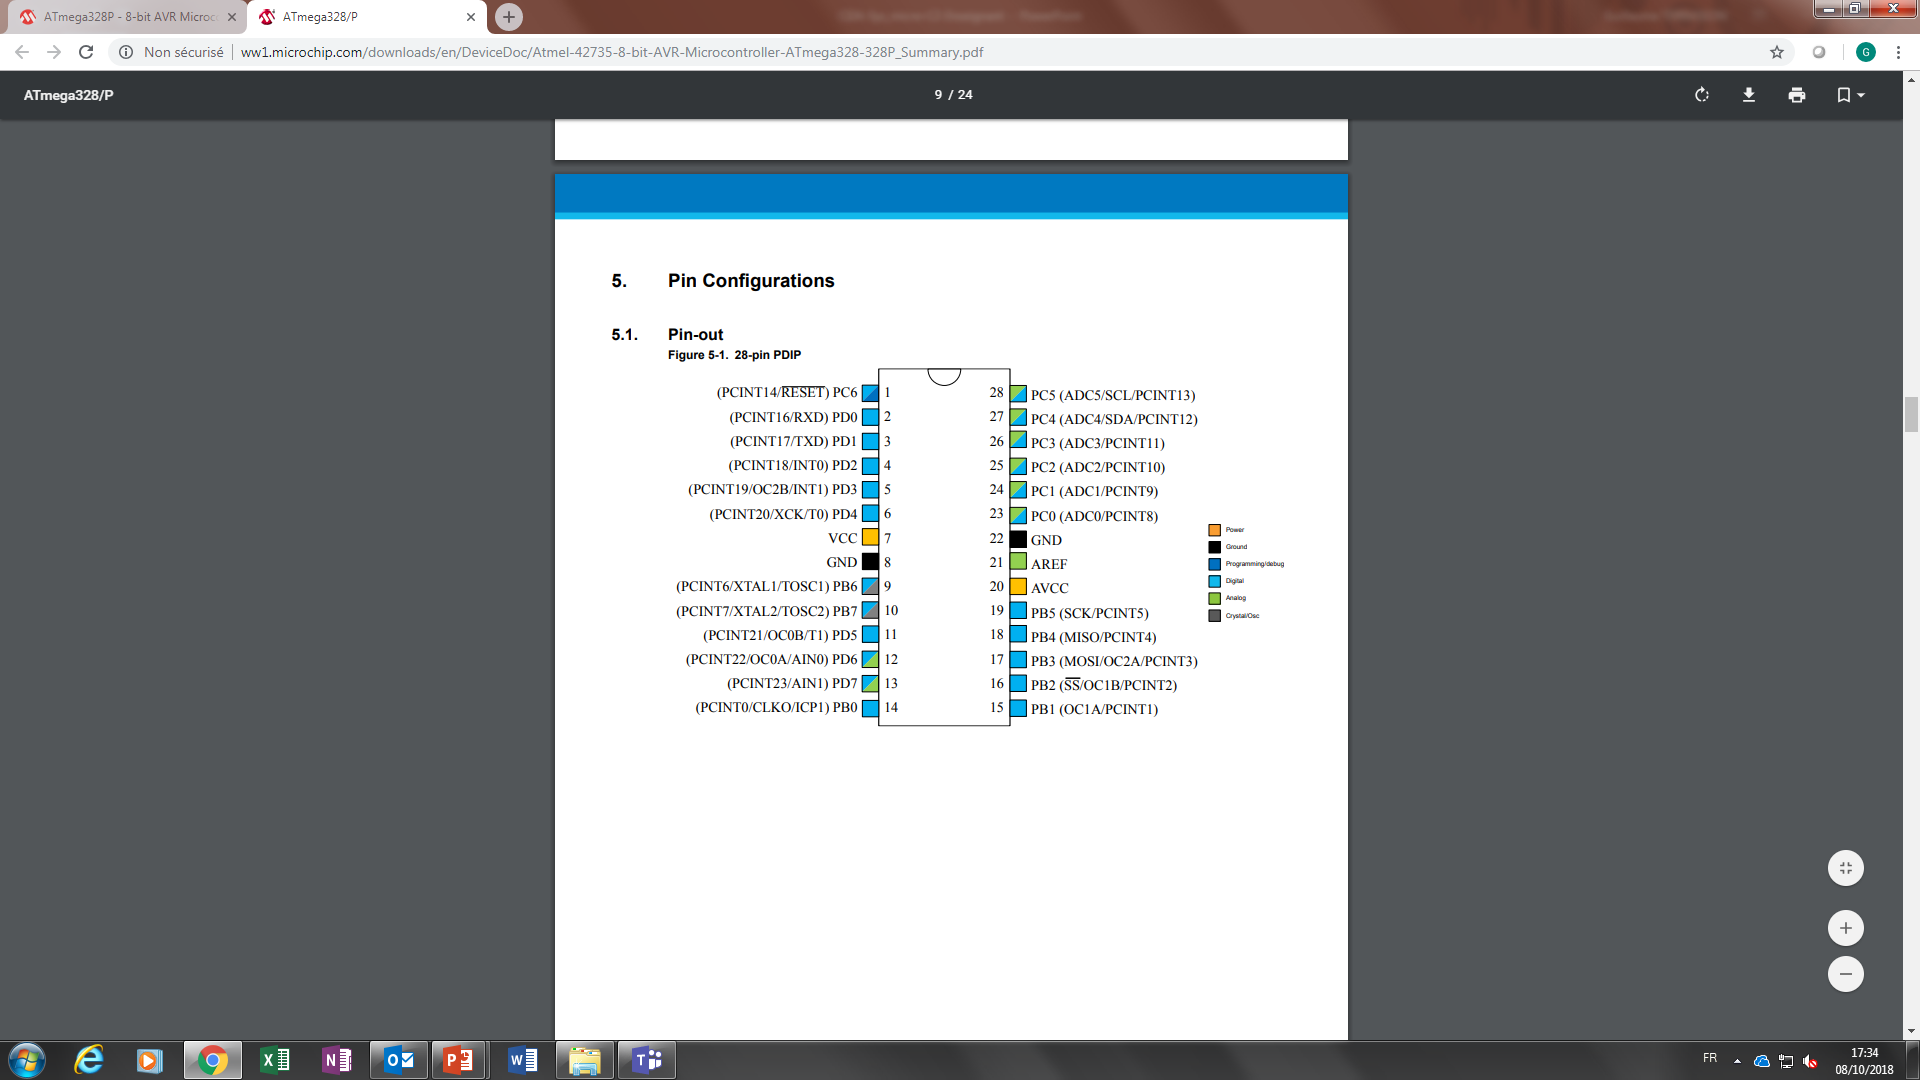 ATmega328P - 8-bit AVR Microc
ATmega328/P
Non sécurisé
ww1.microchip.com/downloads/en/DeviceDoc/Atmel-42735-8-bit-AVR-Microcontroller-ATmega328-328P_Summary.pdf
G
ATmega328/P
9 / 24
5. Pin Configurations
5.1. Pin-out
Figure 5-1. 28-pin PDIP
(PCINT14/RESET) PC6 1 28 PC5 (ADC5/SCL/PCINT13)
(PCINT16/RXD) PD0 2 27 PC4 (ADC4/SDA/PCINT12)
(PCINT17/TXD) PD1 3 26 PC3 (ADC3/PCINT11)
(PCINT18/INT0) PD2 4 25 PC2 (ADC2/PCINT10)
(PCINT19/OC2B/INT1) PD3 5 24 PC1 (ADC1/PCINT9)
(PCINT20/XCK/T0) PD4 6 23 PC0 (ADC0/PCINT8)
VCC 7 22 GND
GND 8 21 AREF
(PCINT6/XTAL1/TOSC1) PB6 9 20 AVCC
(PCINT7/XTAL2/TOSC2) PB7 10 19 PB5 (SCK/PCINT5)
(PCINT21/OC0B/T1) PD5 11 18 PB4 (MISO/PCINT4)
(PCINT22/OC0A/AIN0) PD6 12 17 PB3 (MOSI/OC2A/PCINT3)
(PCINT23/AIN1) PD7 13 16 PB2 (SS/OC1B/PCINT2)
(PCINT0/CLKO/ICP1) PB0 14 15 PB1 (OC1A/PCINT1)
Power
Ground
Programming/debug
Digital
Analog
Crystal/Osc
FR
17:34
08/10/2018